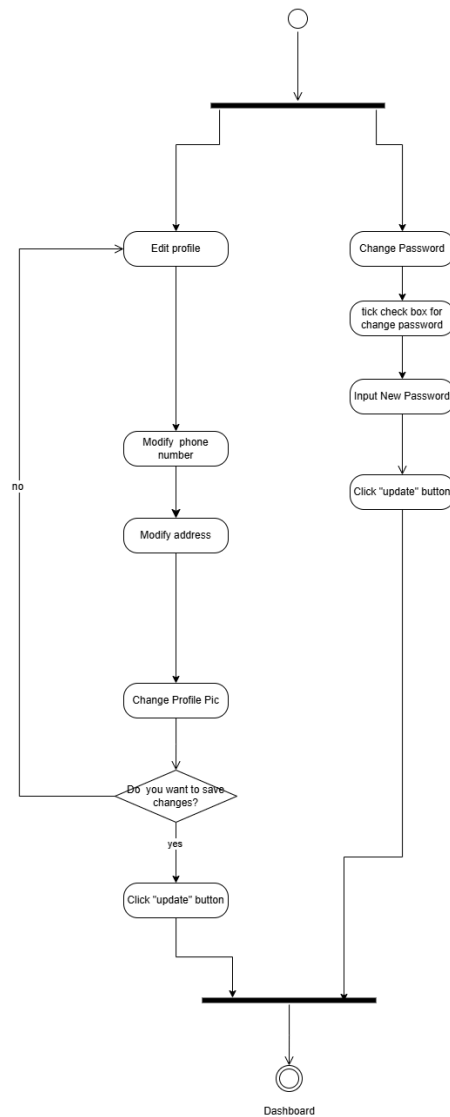 Edit profile
Change Password
tick check box for
change password
Input New Password
Modify phone
number
no
Click "update" button
Modify address
Change Profile Pic
Do you want to save
changes?
yes
Click "update" button
Dashboard